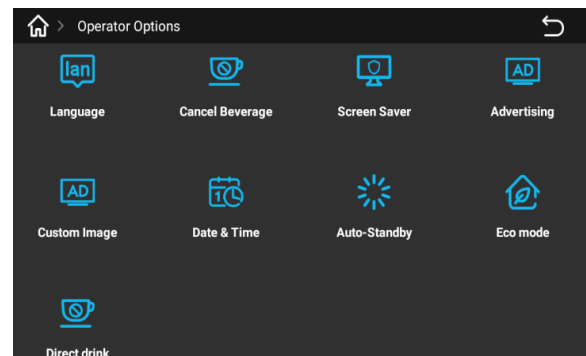 > Operator Options
lan
AD
Language
Cancel Beverage
Screen Saver
Advertising
AD
10
Custom Image
Date & Time
Auto-Standby
Eco mode
Direct drink